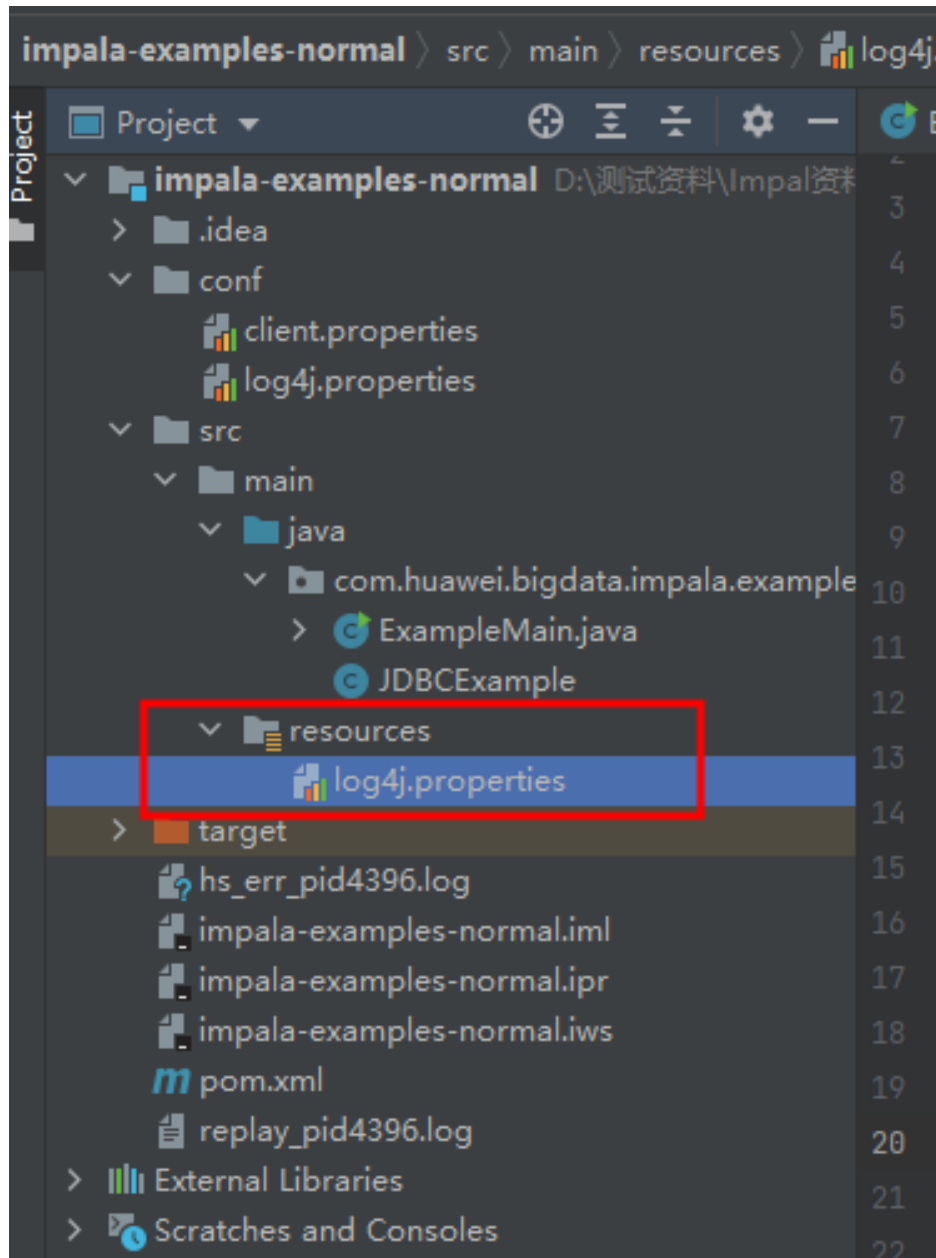 impala-examples-normal 〉 src 〉 main 〉 resources 〉 log4j.
Project
Project
impala-examples-normal D:\测试资料\Impal资料
3
.idea
4
conf
5
client.properties
6
log4j.properties
7
src
8
main
9
java
10
com.huawei.bigdata.impala.example
11
ExampleMain.java
12
JDBCExample
13
resources
14
log4j.properties
15
target
16
hs_err_pid4396.log
17
impala-examples-normal.iml
18
impala-examples-normal.ipr
19
impala-examples-normal.iws
20
pom.xml
21
replay_pid4396.log
22
External Libraries
Scratches and Consoles